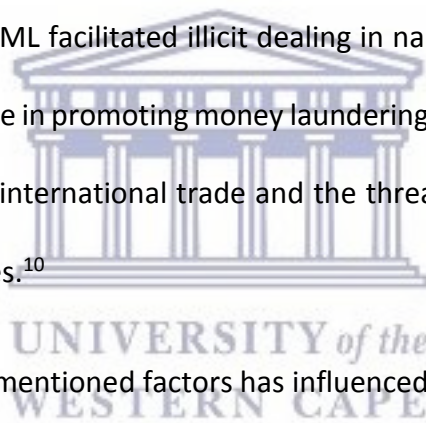 ML facilitated illicit dealing in na
e in promoting money laundering
international trade and the threa
es.¹⁰
UNIVERSITY of the
mentioned factors has influenced
WESTERN CAPE